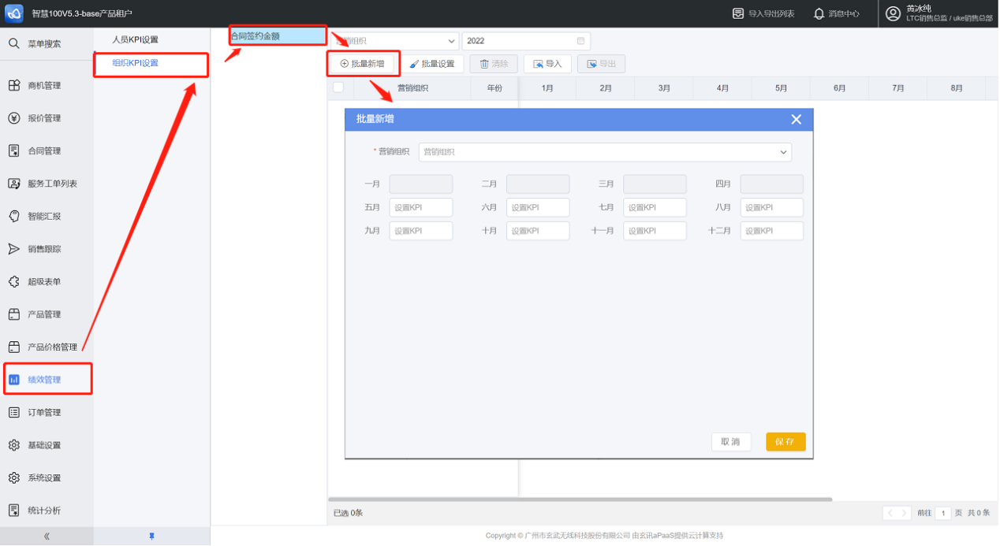 智慧100V5.3-base产品租户
导入导出列表
消息中心
黄冰纯
LTC销售总监 / uke销售总部
菜单搜索
商机管理
报价管理
合同管理
服务工单列表
智能汇报
销售跟踪
超级表单
产品管理
产品价格管理
绩效管理
订单管理
基础设置
系统设置
统计分析
人员KPI设置
组织KPI设置
合同签约金额
组织
2022
批量新增
批量设置
清除
导入
导出
营销组织 年份 1月 2月 3月 4月 5月 6月 7月 8月
批量新增
* 营销组织 营销组织
一月 二月 三月 四月
五月 设置KPI 六月 设置KPI 七月 设置KPI 八月 设置KPI
九月 设置KPI 十月 设置KPI 十一月 设置KPI 十二月 设置KPI
取消 保存
已选 0条
前往 1 页 共 0 条
Copyright © 广州市玄武无线科技股份有限公司 由玄讯aPaaS提供云计算支持